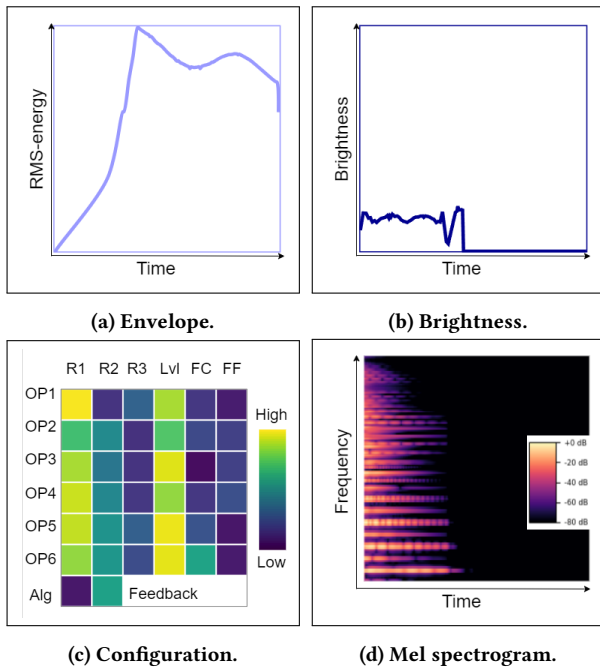 RMS-energy
Time
(a) Envelope.
Brightness
Time
(b) Brightness.
R1 R2 R3 Lvl FC FF
OP1
OP2
OP3
OP4
OP5
OP6
Alg
Feedback
High
Low
(c) Configuration.
Frequency
+0 dB
-20 dB
-40 dB
-60 dB
-80 dB
Time
(d) Mel spectrogram.